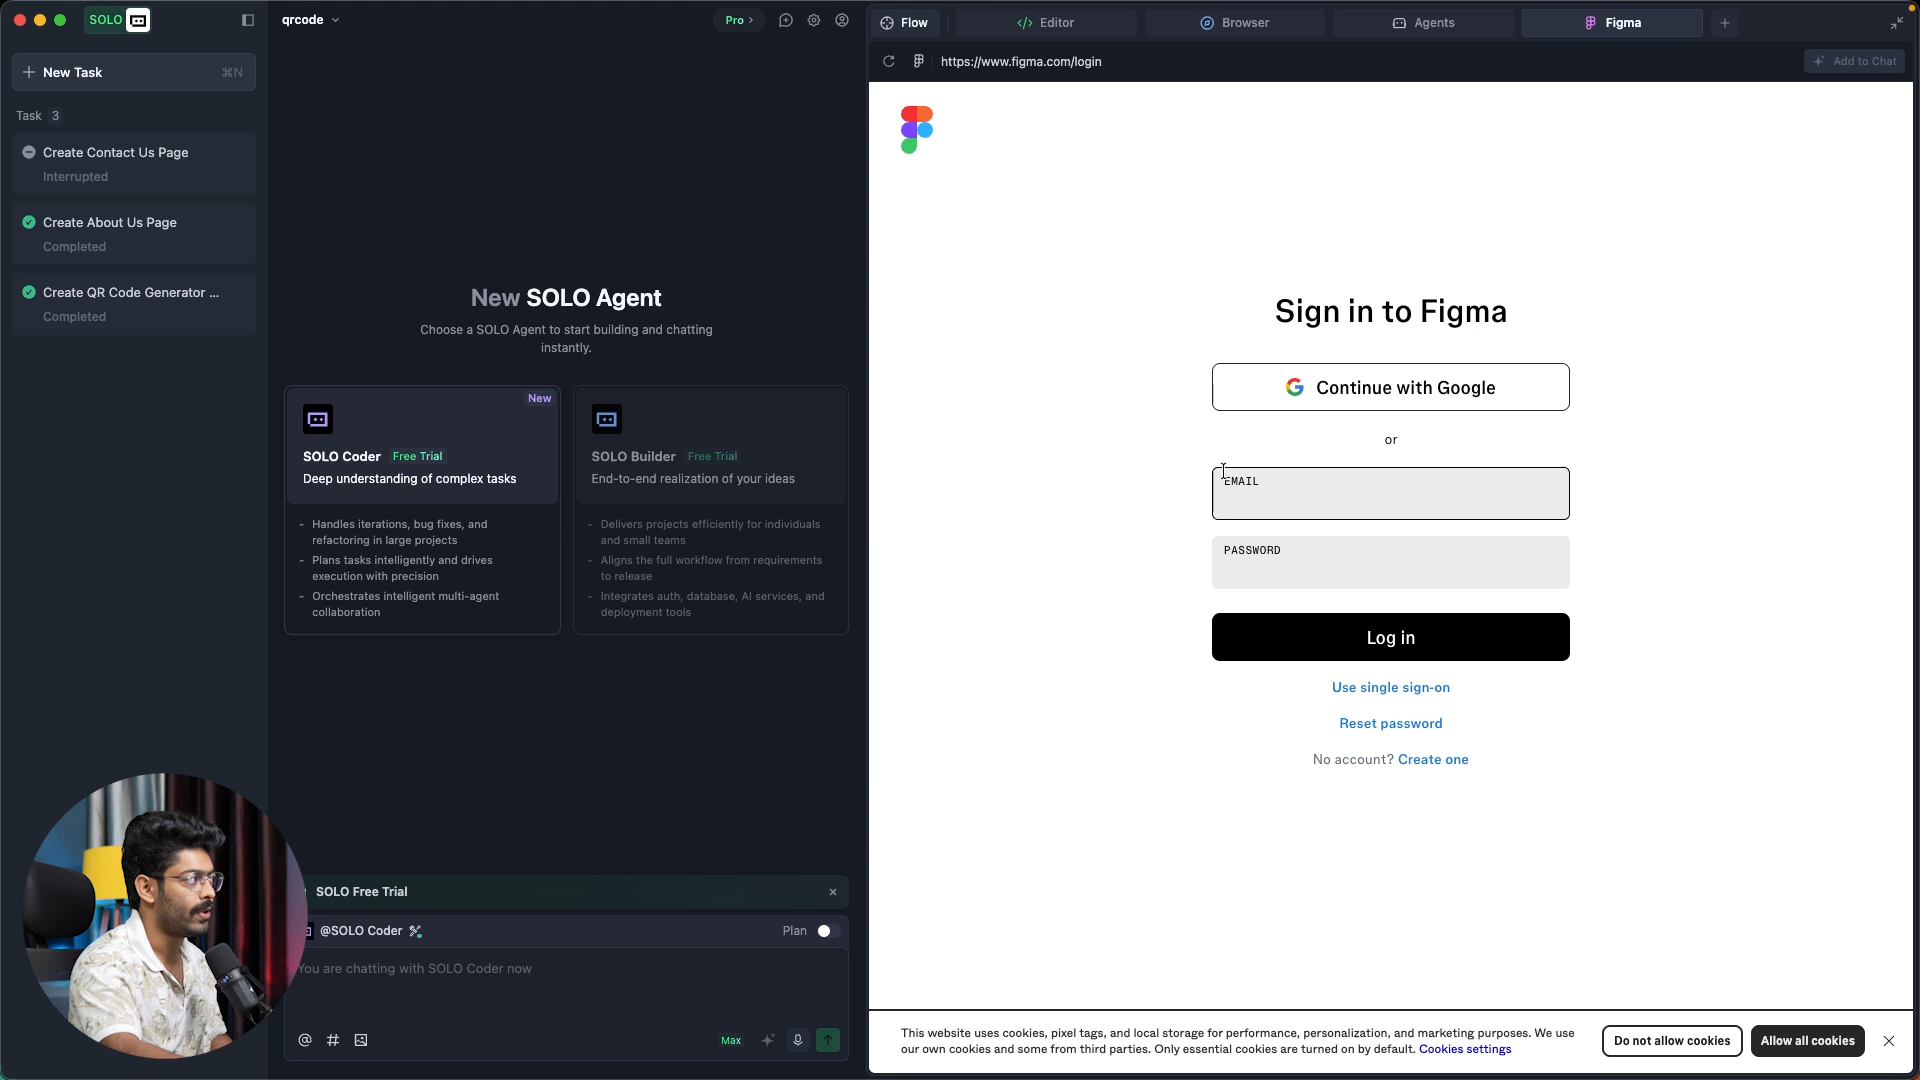 SOLO
qrcode
Pro
Flow
Editor
Browser
Agents
Figma
https://www.figma.com/login
Add to Chat
New Task
⌘N
Task 3
Create Contact Us Page
Interrupted
Create About Us Page
Completed
Create QR Code Generator ...
Completed
New SOLO Agent
Choose a SOLO Agent to start building and chatting
instantly.
New
SOLO Coder Free Trial
Deep understanding of complex tasks
- Handles iterations, bug fixes, and
refactoring in large projects
- Plans tasks intelligently and drives
execution with precision
- Orchestrates intelligent multi-agent
collaboration
SOLO Builder Free Trial
End-to-end realization of your ideas
- Delivers projects efficiently for individuals
and small teams
- Aligns the full workflow from requirements
to release
- Integrates auth, database, AI services, and
deployment tools
SOLO Free Trial
@SOLO Coder
Plan
You are chatting with SOLO Coder now
Max
Sign in to Figma
Continue with Google
or
EMAIL
PASSWORD
Log in
Use single sign-on
Reset password
No account? Create one
This website uses cookies, pixel tags, and local storage for performance, personalization, and marketing purposes. We use
our own cookies and some from third parties. Only essential cookies are turned on by default. Cookies settings
Do not allow cookies
Allow all cookies